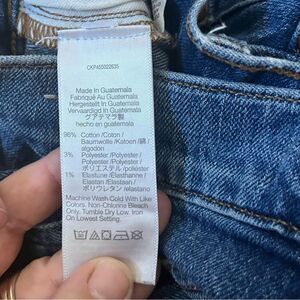 CKP455022635
Made In Guatemala
Fabriqué Au Guatemala
Hergestellt In Guatemala
Vervaardigd In Guatemala
グアテマラ製
hecho en guatemala
96% Cotton/Coton/
Baumwolle/Katoen/綿/
algodón
3% Polyester/Polyester/
Polyester/Polyester/
ポリエステル/poliéster
1% Elastane/Élasthanne/
Elastan/Elastaan/
ポリウレタン/elastano
Machine Wash Cold With Like
Colors. Non-Chlorine Bleach
Only. Tumble Dry Low. Iron
On Lowest Setting.